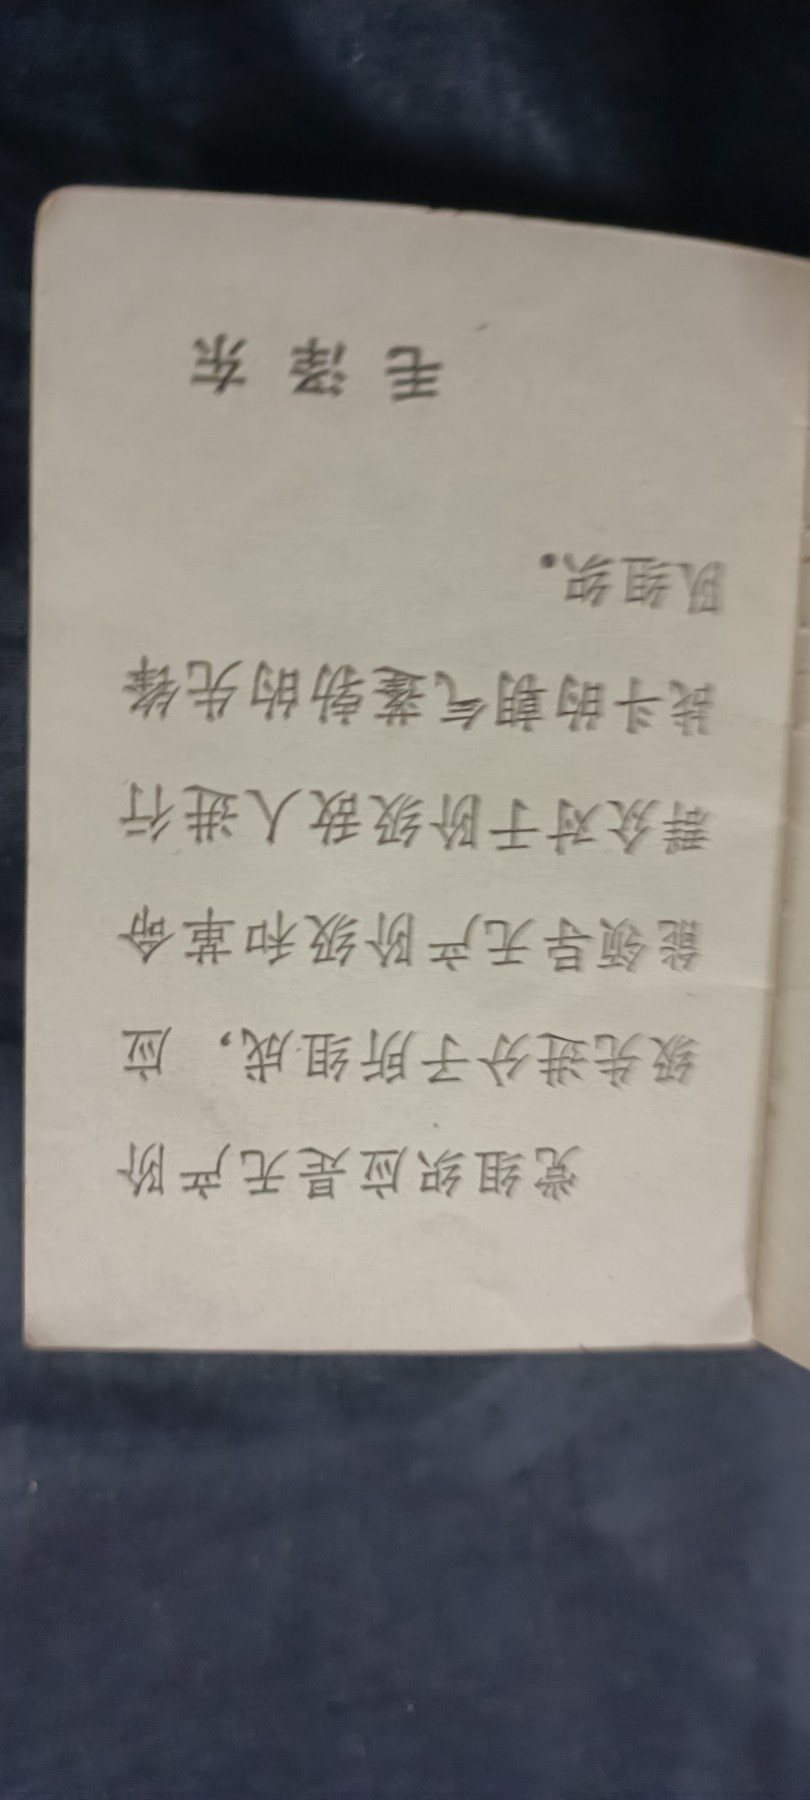 党组织应是无产阶
级先进分子所组成，应
能领导无产阶级和革命
群众对于阶级敌人进行
战斗的朝气蓬勃的先锋
队组织。
毛泽东